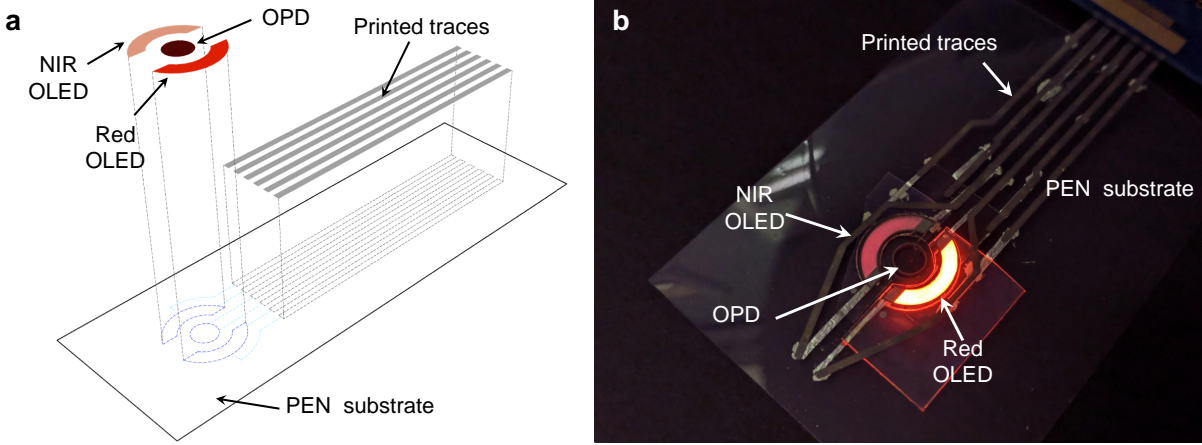 a
OPD
Printed traces
NIR
OLED
Red
OLED
PEN substrate
b
Printed traces
NIR
OLED
PEN substrate
OPD
Red
OLED